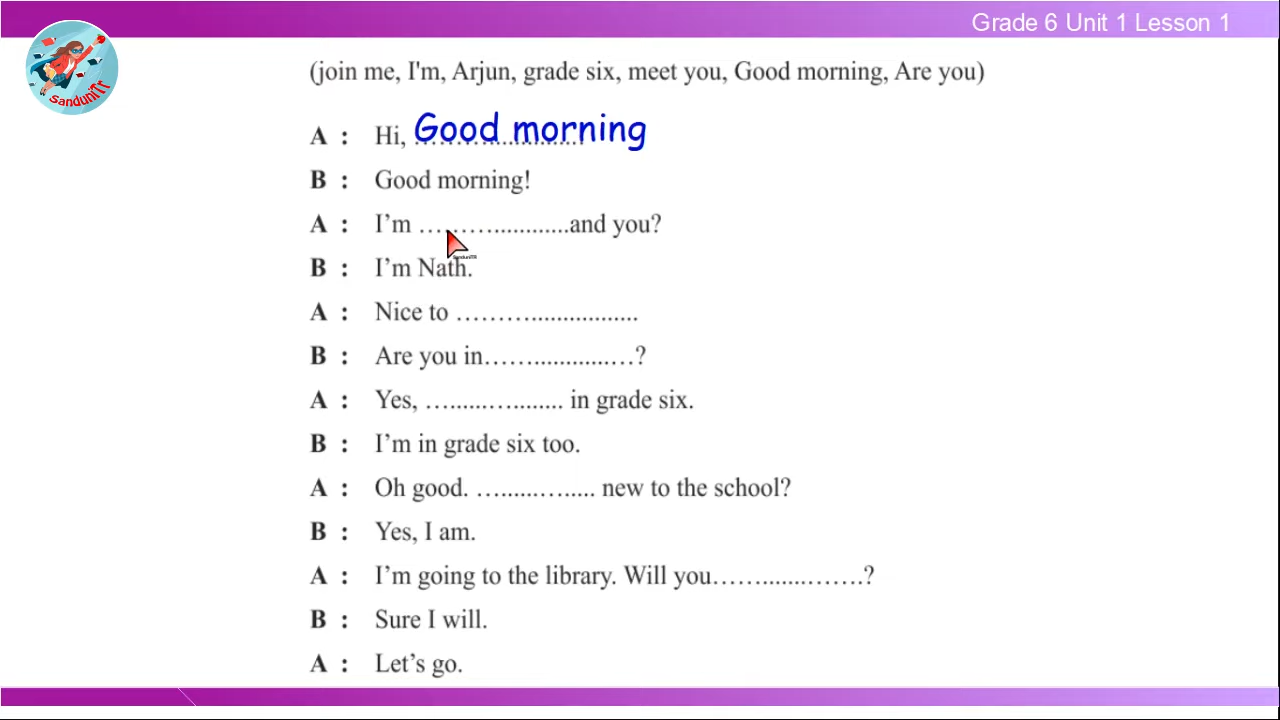 Grade 6 Unit 1 Lesson 1
SanduniTR
(join me, I'm, Arjun, grade six, meet you, Good morning, Are you)
A : Hi, Good morning
B : Good morning!
A : I’m ........................and you?
B : I’m Nath.
A : Nice to ............................
B : Are you in........................?
A : Yes, ........................ in grade six.
B : I’m in grade six too.
A : Oh good. ........................ new to the school?
B : Yes, I am.
A : I’m going to the library. Will you........................?
B : Sure I will.
A : Let’s go.